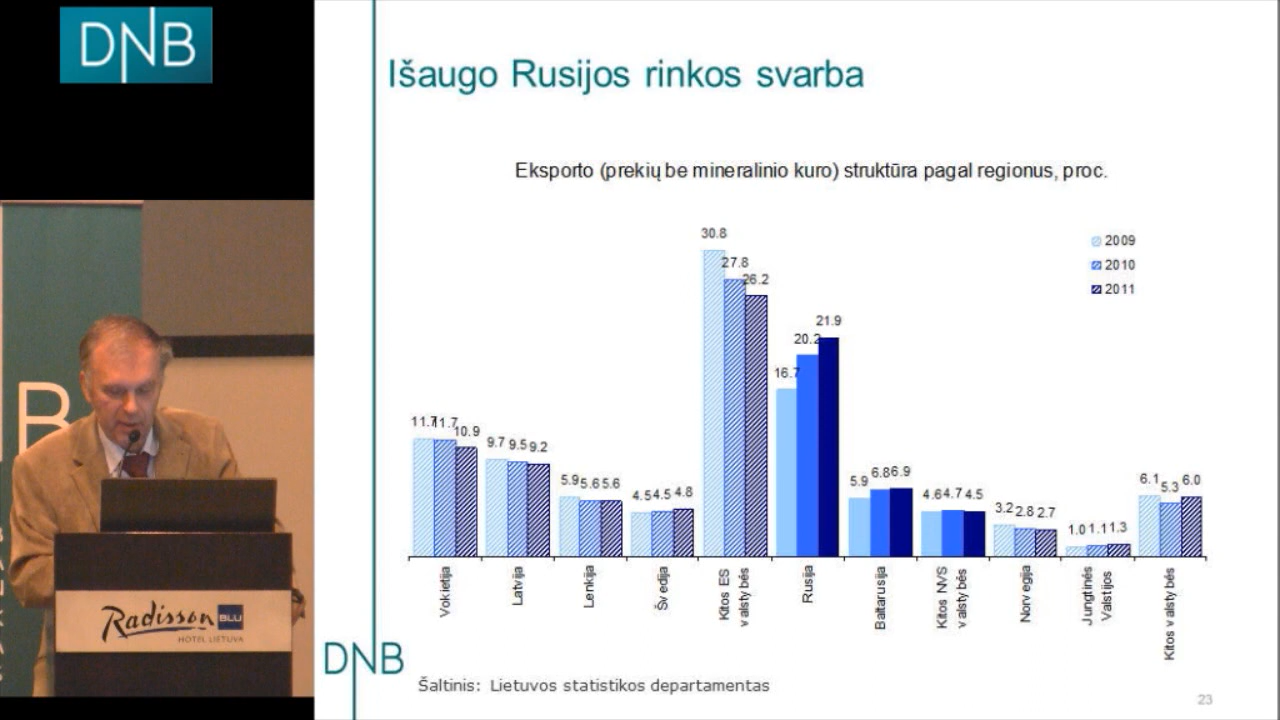 DNB
Išaugo Rusijos rinkos svarba
Eksporto (prekių be mineralinio kuro) struktūra pagal regionus, proc.
2009
2010
2011
11.7 11.7 10.9
9.7 9.5 9.2
5.9 5.6 5.6
4.5 4.5 4.8
30.8 27.8 26.2
16.7 20.2 21.9
5.9 6.8 6.9
4.6 4.7 4.5
3.2 2.8 2.7
1.0 1.1 1.3
6.1 5.3 6.0
Vokietija
Latvija
Lenkija
Švedija
Kitos ES
valstybės
Rusija
Baltarusija
Kitos NVS
valstybės
Norvegija
Jungtinės
Valstijos
Kitos valstybės
DNB
Šaltinis: Lietuvos statistikos departamentas
23
B
Radisson BLU
HOTEL LIETUVA